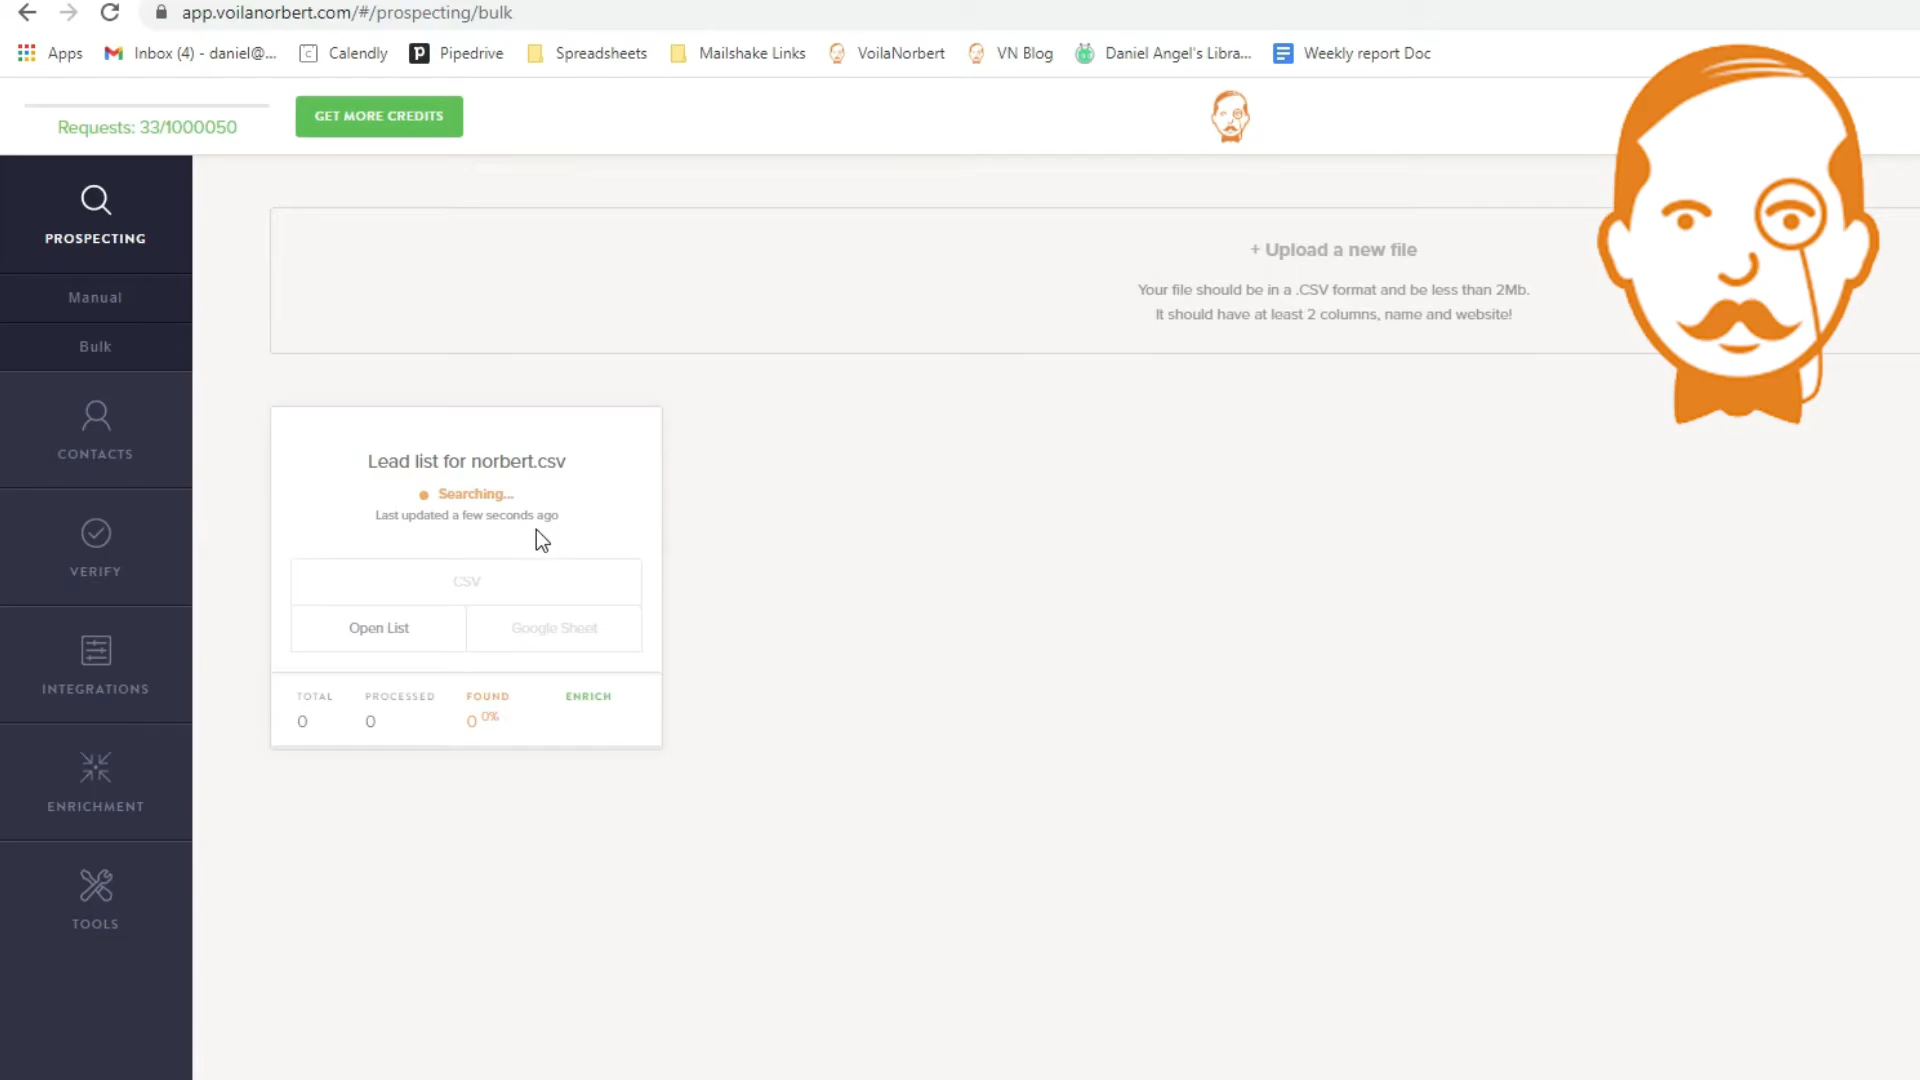 app.voilanorbert.com/#/prospecting/bulk
Apps
Inbox (4) - daniel@...
Calendly
Pipedrive
Spreadsheets
Mailshake Links
VoilaNorbert
VN Blog
Daniel Angel's Libra...
Weekly report Doc
Requests: 33/1000050
GET MORE CREDITS
PROSPECTING
Manual
Bulk
CONTACTS
VERIFY
INTEGRATIONS
ENRICHMENT
TOOLS
+ Upload a new file
Your file should be in a .CSV format and be less than 2Mb.
It should have at least 2 columns, name and website!
Lead list for norbert.csv
Searching...
Last updated a few seconds ago
CSV
Open List
Google Sheet
TOTAL PROCESSED FOUND ENRICH
0 0 0 0%